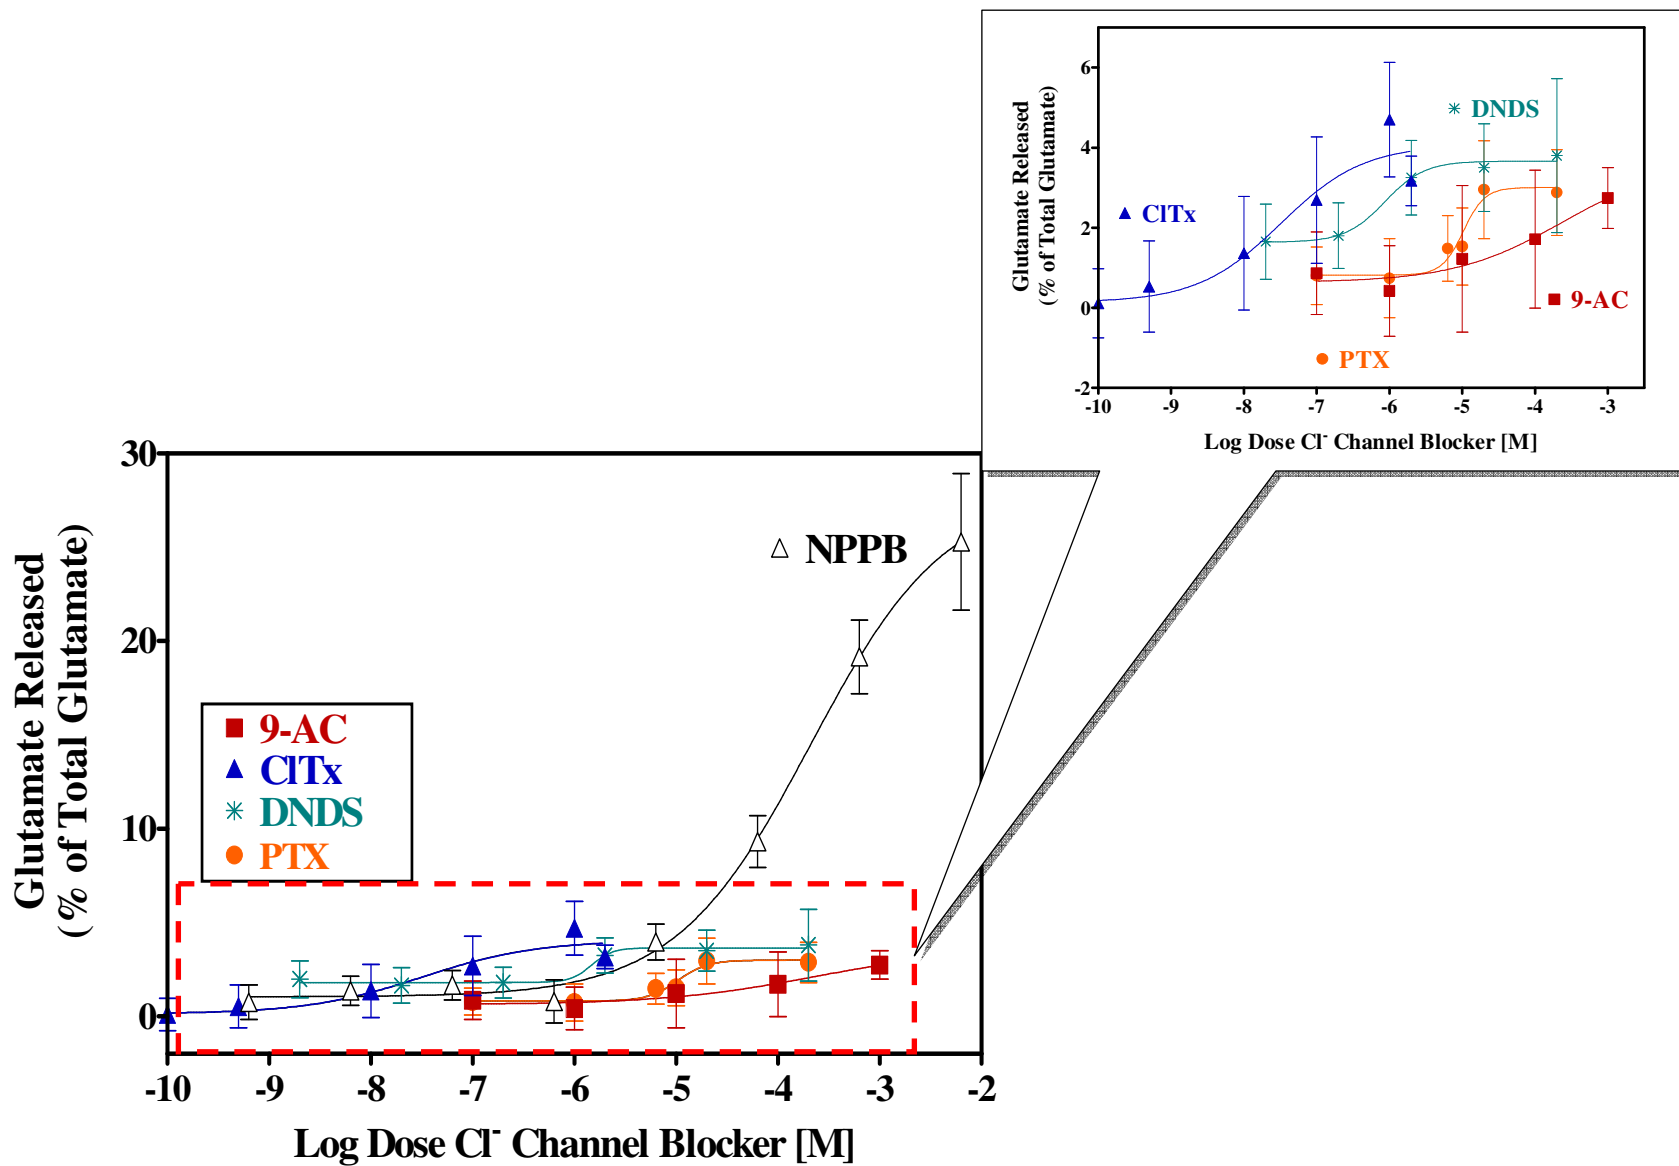 6
4
2
0
-2
Glutamate Released
(% of Total Glutamate)
DNDS
ClTx
9-AC
PTX
-10 -9 -8 -7 -6 -5 -4 -3
Log Dose Cl- Channel Blocker [M]
30
20
10
0
Glutamate Released
(% of Total Glutamate)
NPPB
9-AC
ClTx
DNDS
PTX
-10 -9 -8 -7 -6 -5 -4 -3 -2
Log Dose Cl- Channel Blocker [M]